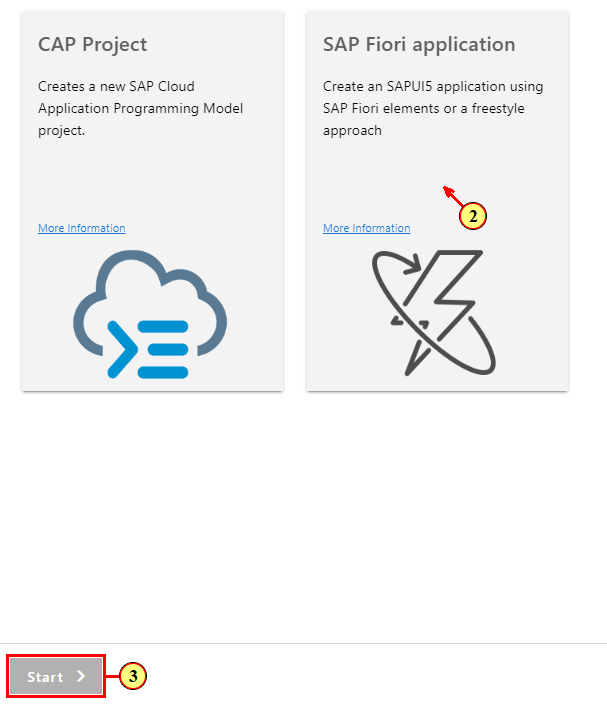 CAP Project
Creates a new SAP Cloud
Application Programming Model
project.
More Information
SAP Fiori application
Create an SAPUI5 application using
SAP Fiori elements or a freestyle
approach
2
More Information
Start
3